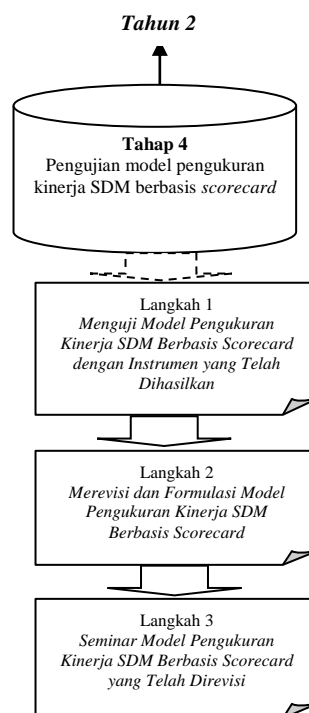 Tahun 2
Tahap 4
Pengujian model pengukuran
kinerja SDM berbasis scorecard
Langkah 1
Menguji Model Pengukuran
Kinerja SDM Berbasis Scorecard
dengan Instrumen yang Telah
Dihasilkan
Langkah 2
Merevisi dan Formulasi Model
Pengukuran Kinerja SDM
Berbasis Scorecard
Langkah 3
Seminar Model Pengukuran
Kinerja SDM Berbasis Scorecard
yang Telah Direvisi